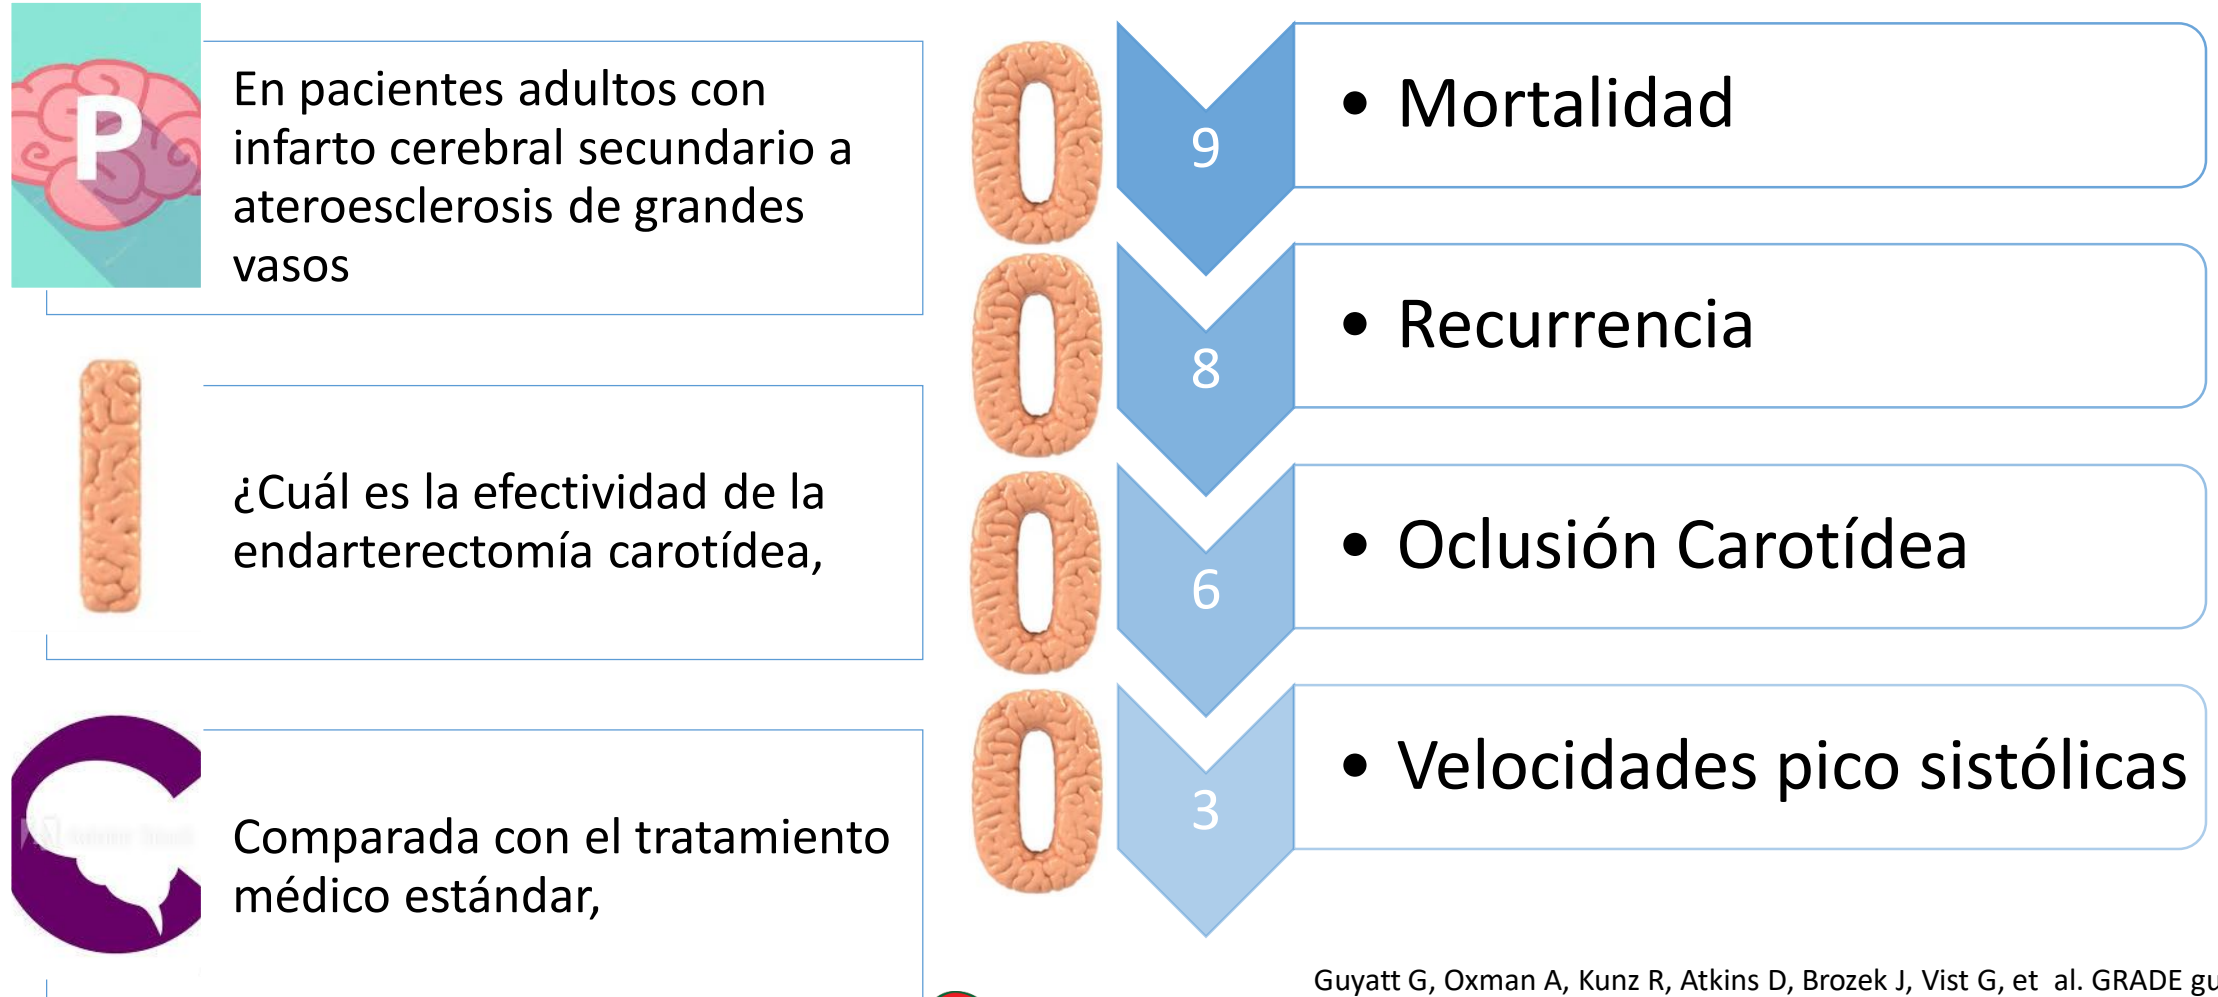 P
En pacientes adultos con
infarto cerebral secundario a
ateroesclerosis de grandes
vasos
I
¿Cuál es la efectividad de la
endarterectomía carotídea,
C
Comparada con el tratamiento
médico estándar,
O
9
• Mortalidad
O
8
• Recurrencia
O
6
• Oclusión Carotídea
O
3
• Velocidades pico sistólicas
Guyatt G, Oxman A, Kunz R, Atkins D, Brozek J, Vist G, et al. GRADE gu